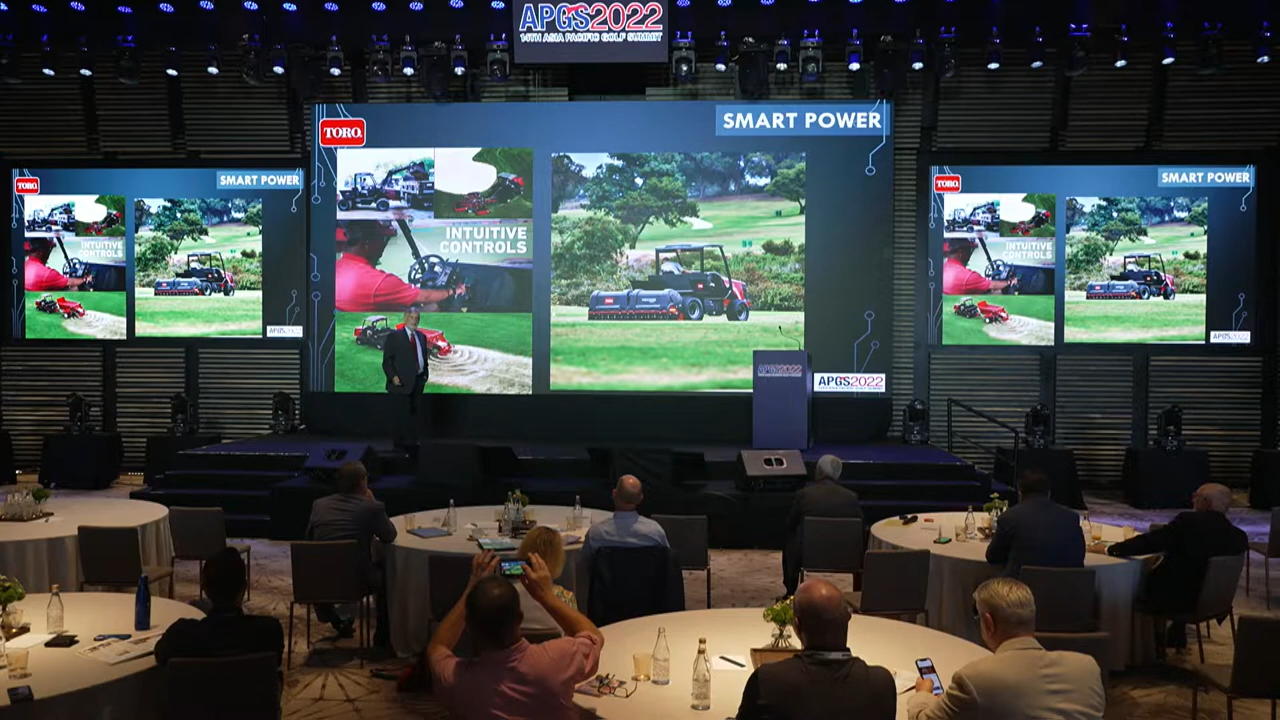 APGS2022
14TH ASIA PACIFIC GOLF SUMMIT
TORO
SMART POWER
INTUITIVE
CONTROLS
APGS2022
TORO
SMART POWER
INTUITIVE
CONTROLS
APGS2022
TORO
SMART POWER
INTUITIVE
CONTROLS
APGS2022
APGS2022